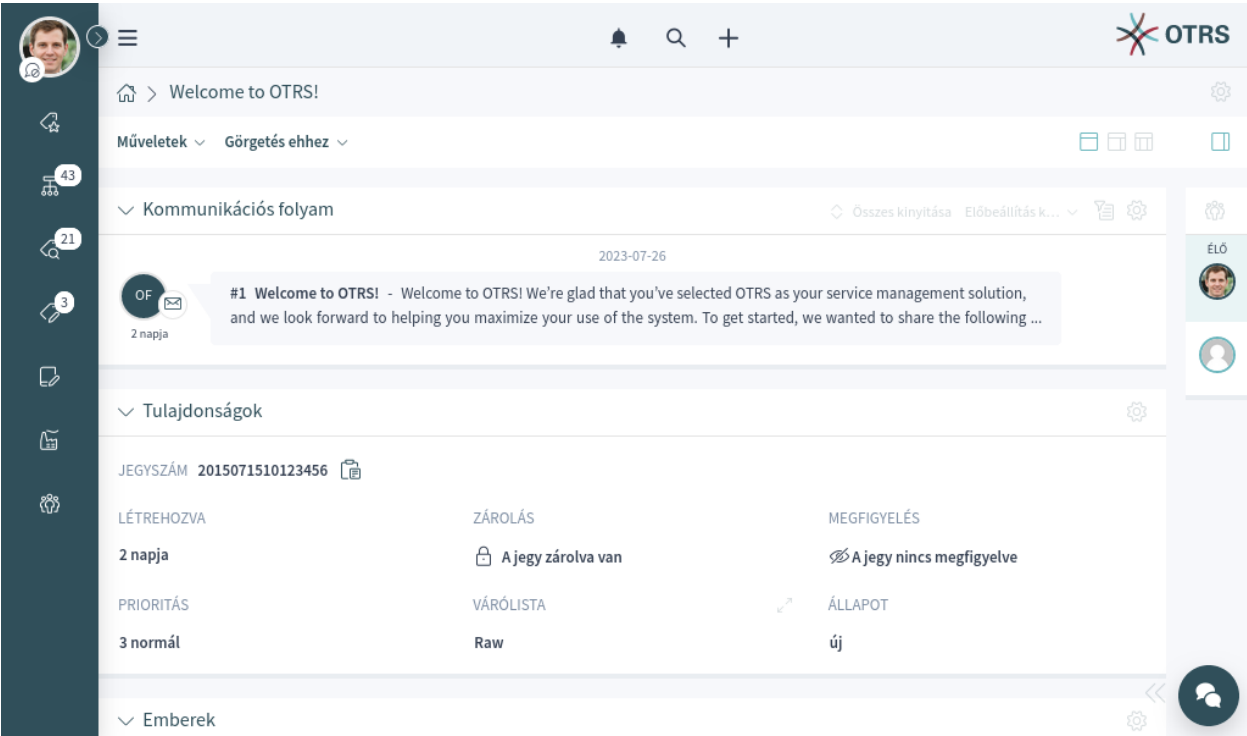 OTRS
Welcome to OTRS!
Műveletek
Görgetés ehhez
43
21
3
Kommunikációs folyam
Összes kinyitása
Előbeállítás k...
2023-07-26
OF
2 napja
#1 Welcome to OTRS! - Welcome to OTRS! We're glad that you've selected OTRS as your service management solution,
and we look forward to helping you maximize your use of the system. To get started, we wanted to share the following ...
ÉLŐ
Tulajdonságok
JEGYSZÁM 2015071510123456
LÉTREHOZVA
2 napja
ZÁROLÁS
A jegy zárolva van
MEGFIGYELÉS
A jegy nincs megfigyelve
PRIORITÁS
3 normál
VÁRÓLISTA
Raw
ÁLLAPOT
új
Emberek